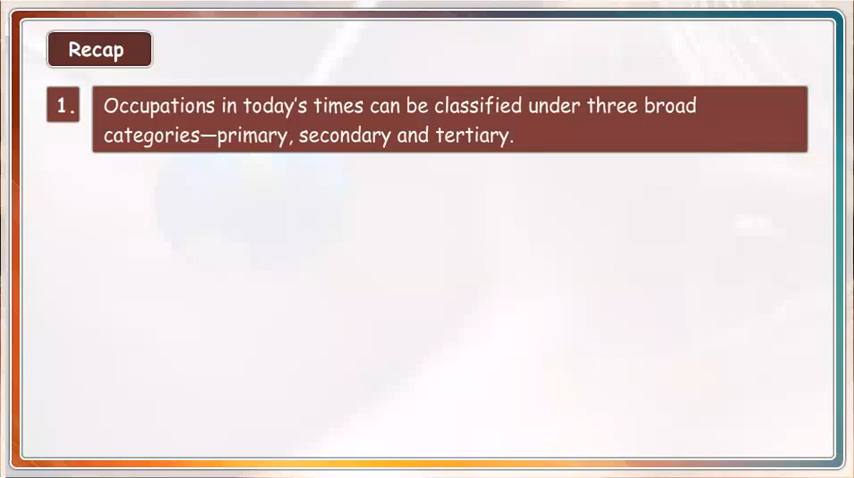 Recap
1. Occupations in today's times can be classified under three broad
categories—primary, secondary and tertiary.